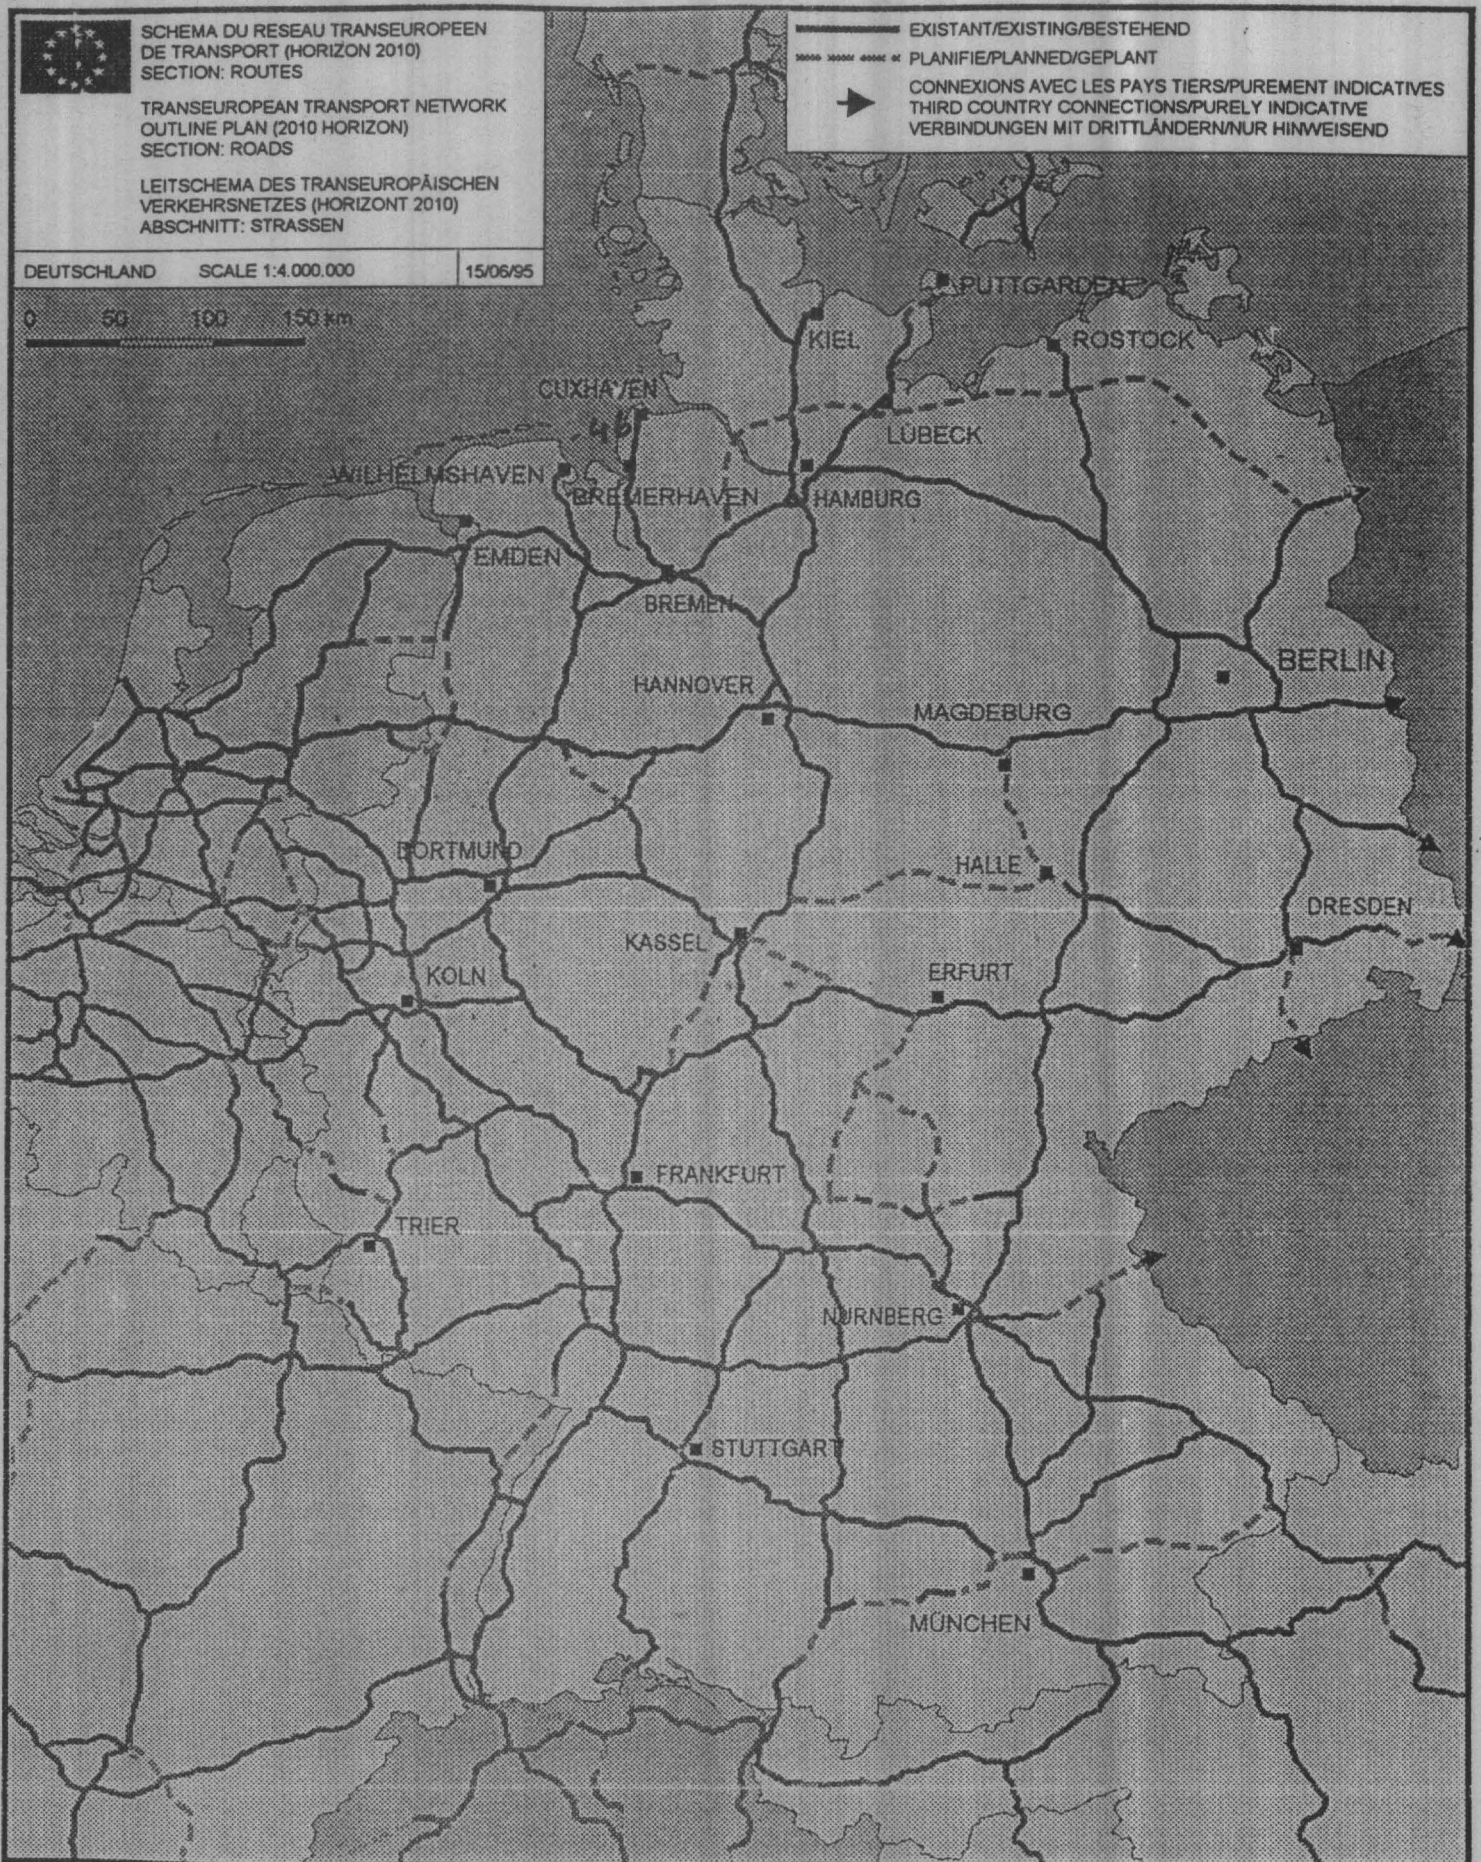 SCHEMA DU RESEAU TRANSEUROPEEN
DE TRANSPORT (HORIZON 2010)
SECTION: ROUTES
TRANSEUROPEAN TRANSPORT NETWORK
OUTLINE PLAN (2010 HORIZON)
SECTION: ROADS
LEITSCHEMA DES TRANSEUROPÄISCHEN
VERKEHRSNETZES (HORIZONT 2010)
ABSCHNITT: STRASSEN
DEUTSCHLAND SCALE 1:4.000.000 15/06/95
EXISTANT/EXISTING/BESTEHEND
PLANIFIE/PLANNED/GEPLANT
CONNEXIONS AVEC LES PAYS TIERS/PUREMENT INDICATIVES
THIRD COUNTRY CONNECTIONS/PURELY INDICATIVE
VERBINDUNGEN MIT DRITTLÄNDERN/NUR HINWEISEND
0 50 100 150 km
PUTTGARDEN
KIEL
ROSTOCK
CUXHAVEN
46
LÜBECK
WILHELMSHAVEN
BREMERHAVEN
HAMBURG
EMDEN
BREMEN
BERLIN
HANNOVER
MAGDEBURG
DORTMUND
HALLE
DRESDEN
KASSEL
KOLN
ERFURT
FRANKFURT
TRIER
NURNBERG
STUTTGART
MÜNCHEN